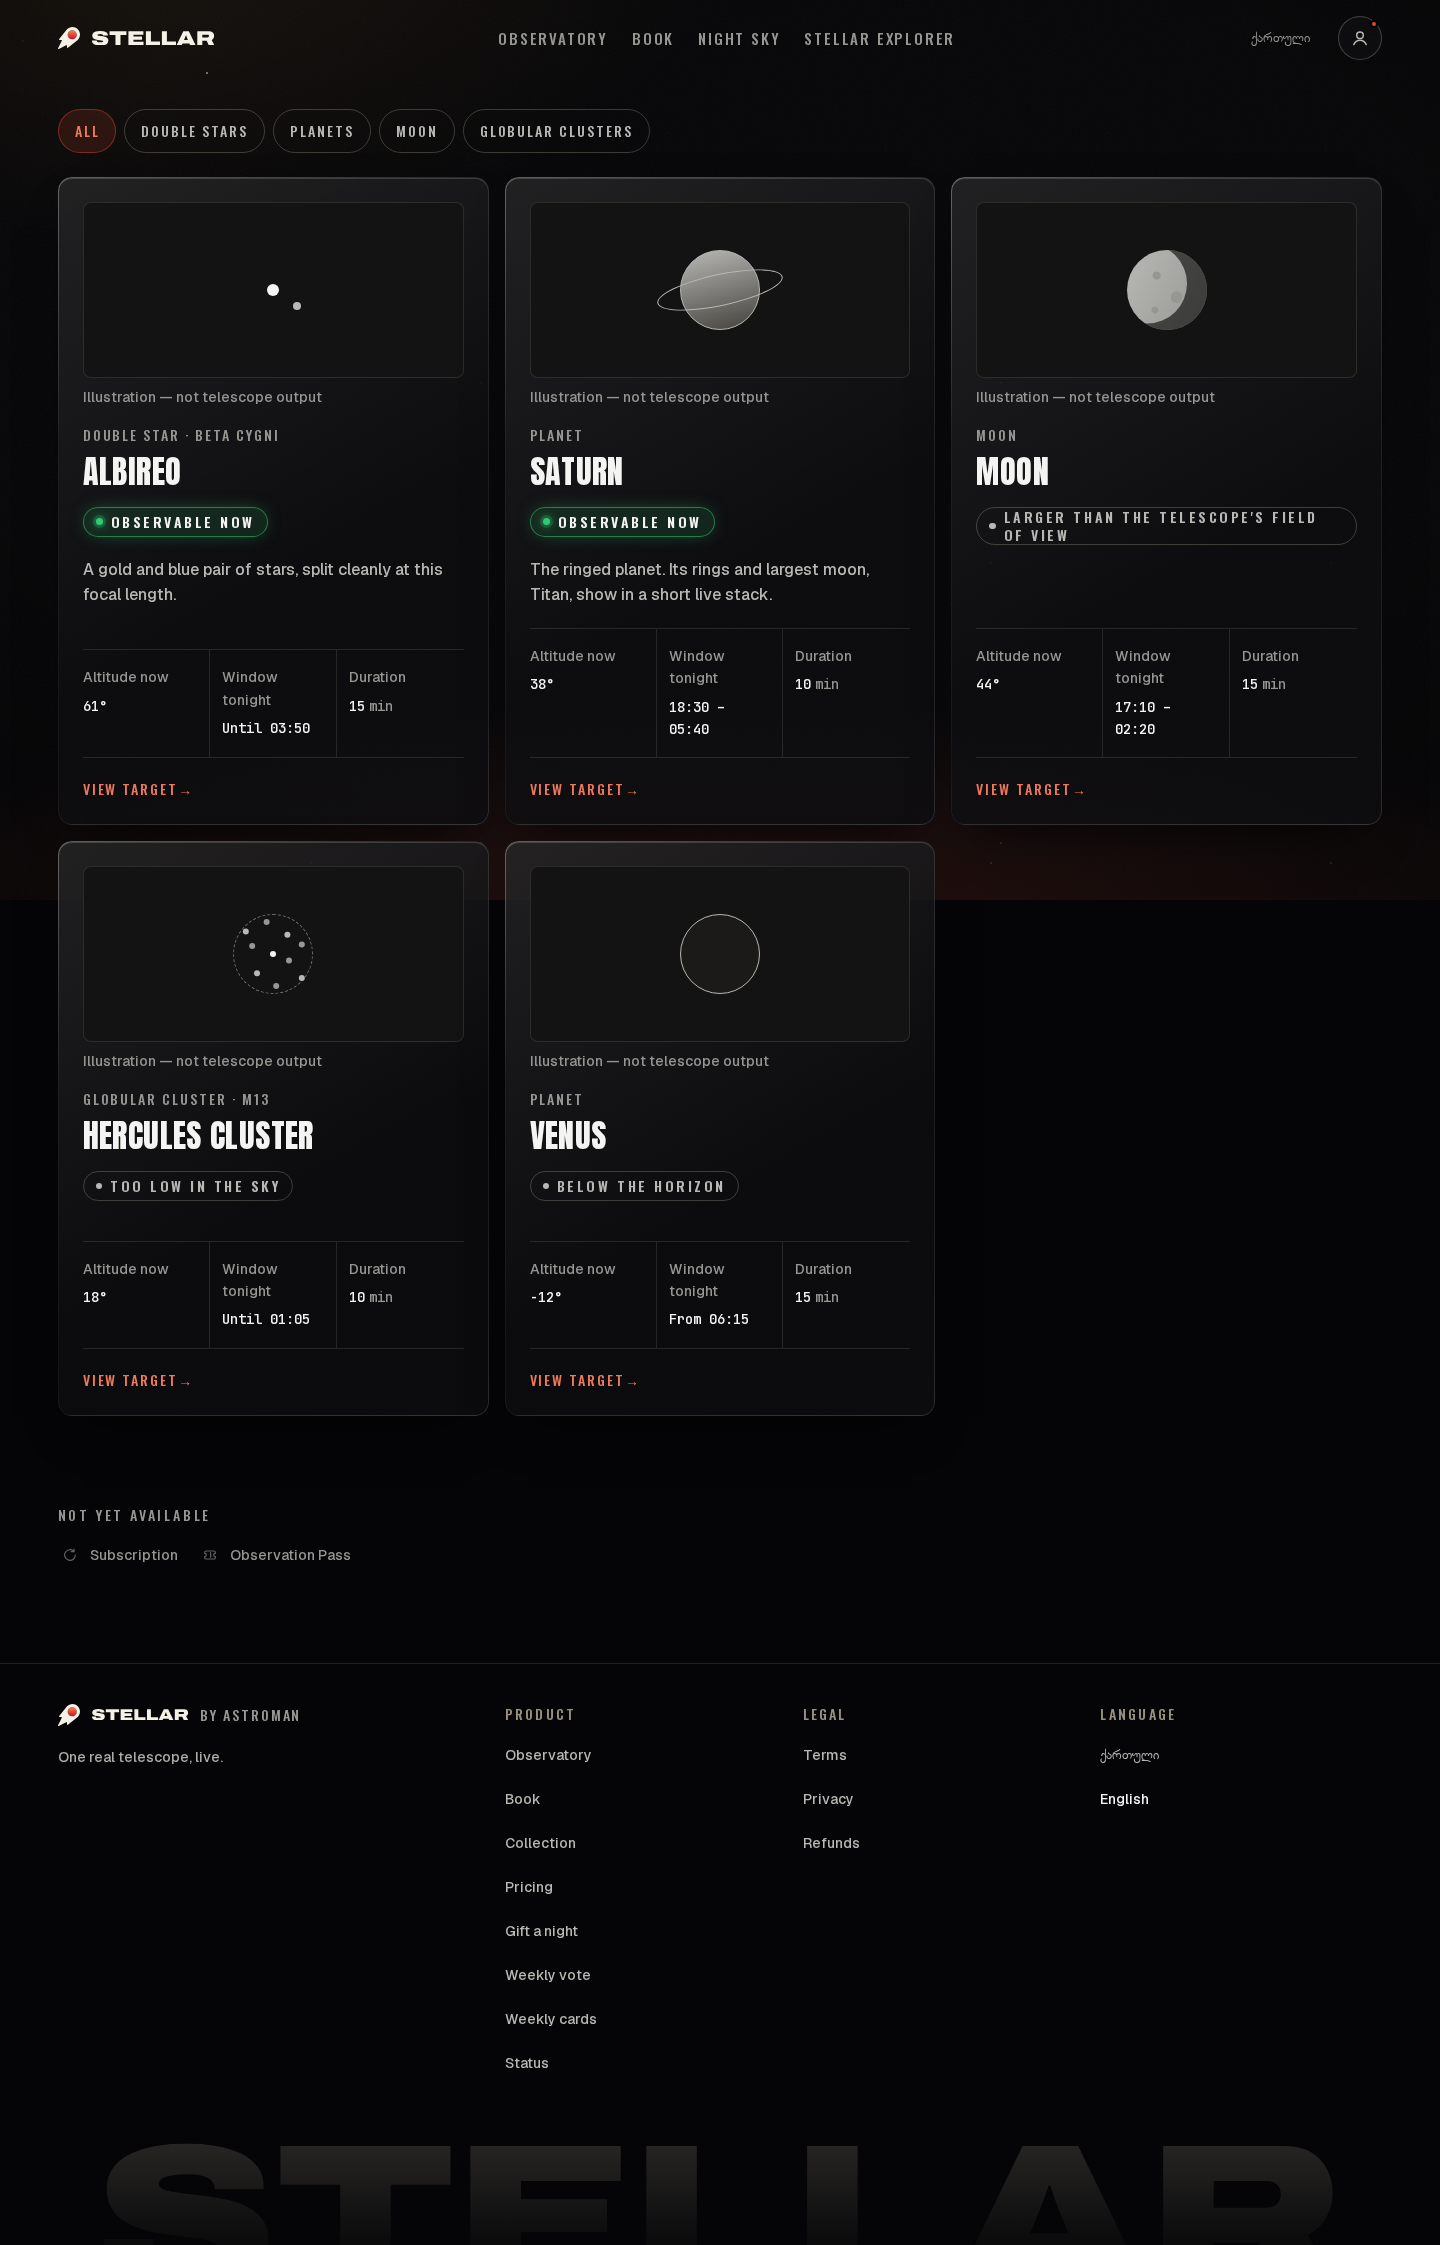 STELLAR
OBSERVATORY BOOK NIGHT SKY STELLAR EXPLORER
ქართული
ALL DOUBLE STARS PLANETS MOON GLOBULAR CLUSTERS
Illustration — not telescope output
DOUBLE STAR · BETA CYGNI
ALBIREO
OBSERVABLE NOW
A gold and blue pair of stars, split cleanly at this
focal length.
Altitude now
61°
Window
tonight
Until 03:50
Duration
15 min
VIEW TARGET→
Illustration — not telescope output
PLANET
SATURN
OBSERVABLE NOW
The ringed planet. Its rings and largest moon,
Titan, show in a short live stack.
Altitude now
38°
Window
tonight
18:30 –
05:40
Duration
10 min
VIEW TARGET→
Illustration — not telescope output
MOON
MOON
LARGER THAN THE TELESCOPE'S FIELD
OF VIEW
Altitude now
44°
Window
tonight
17:10 –
02:20
Duration
15 min
VIEW TARGET→
Illustration — not telescope output
GLOBULAR CLUSTER · M13
HERCULES CLUSTER
TOO LOW IN THE SKY
Altitude now
18°
Window
tonight
Until 01:05
Duration
10 min
VIEW TARGET→
Illustration — not telescope output
PLANET
VENUS
BELOW THE HORIZON
Altitude now
-12°
Window
tonight
From 06:15
Duration
15 min
VIEW TARGET→
NOT YET AVAILABLE
Subscription Observation Pass
STELLAR BY ASTROMAN
One real telescope, live.
PRODUCT
Observatory
Book
Collection
Pricing
Gift a night
Weekly vote
Weekly cards
Status
LEGAL
Terms
Privacy
Refunds
LANGUAGE
ქართული
English
STELLAR